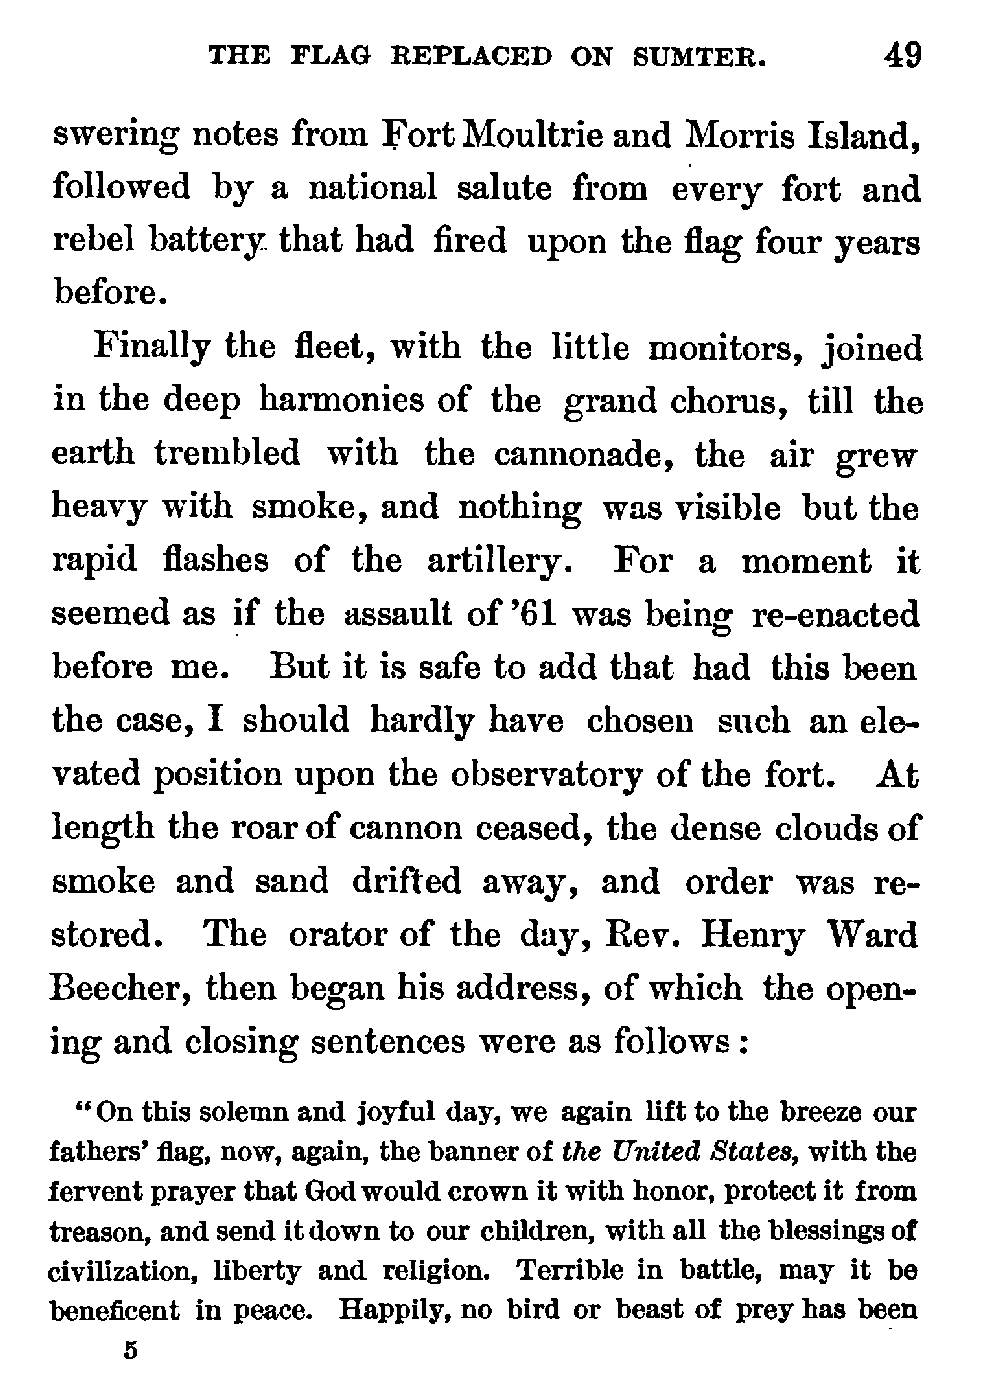 THE FLAG REPLACED ON SUMTER. 49
swering notes from Fort Moultrie and Morris Island,
followed by a national salute from every fort and
rebel battery that had fired upon the flag four years
before.
Finally the fleet, with the little monitors, joined
in the deep harmonies of the grand chorus, till the
earth trembled with the cannonade, the air grew
heavy with smoke, and nothing was visible but the
rapid flashes of the artillery. For a moment it
seemed as if the assault of '61 was being re-enacted
before me. But it is safe to add that had this been
the case, I should hardly have chosen such an ele-
vated position upon the observatory of the fort. At
length the roar of cannon ceased, the dense clouds of
smoke and sand drifted away, and order was re-
stored. The orator of the day, Rev. Henry Ward
Beecher, then began his address, of which the open-
ing and closing sentences were as follows:
"On this solemn and joyful day, we again lift to the breeze our
fathers' flag, now, again, the banner of the United States, with the
fervent prayer that God would crown it with honor, protect it from
treason, and send it down to our children, with all the blessings of
civilization, liberty and religion. Terrible in battle, may it be
beneficent in peace. Happily, no bird or beast of prey has been
5